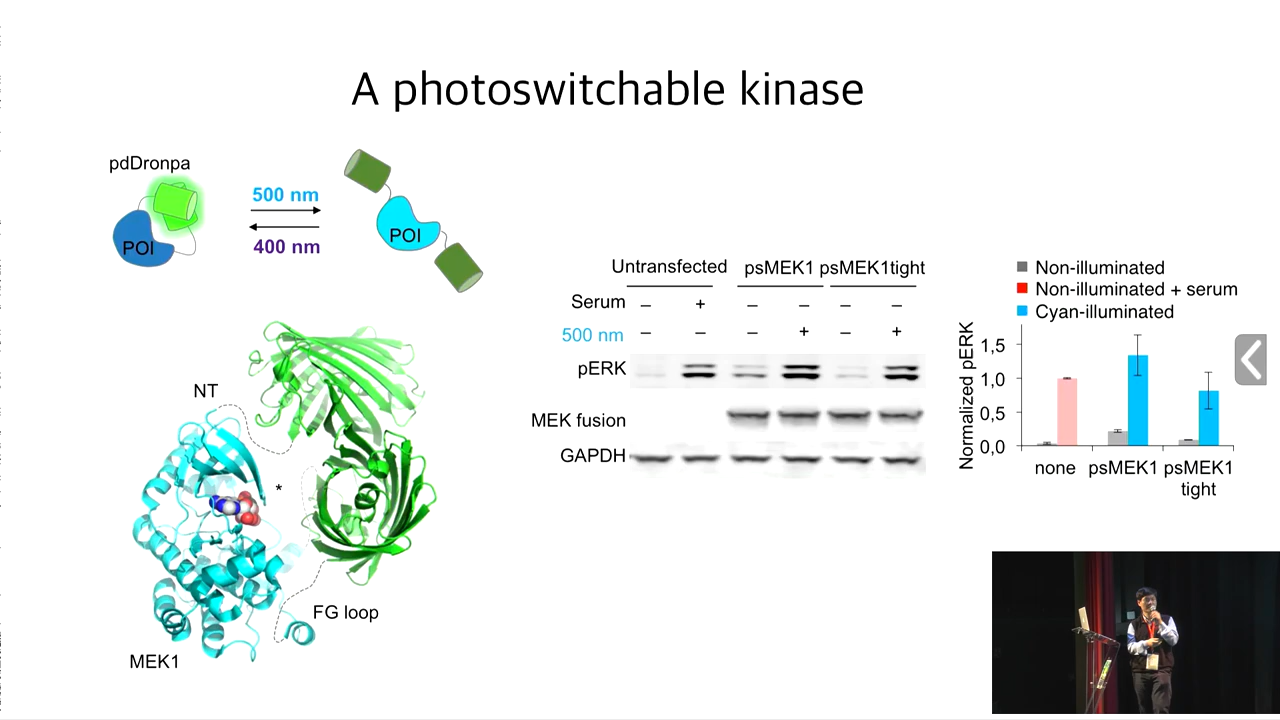 A photoswitchable kinase
pdDronpa
POI
500 nm
400 nm
POI
NT
*
FG loop
MEK1
Untransfected psMEK1 psMEK1tight
Serum – + – – – –
500 nm – – – + – +
pERK
MEK fusion
GAPDH
Non-illuminated
Non-illuminated + serum
Cyan-illuminated
Normalized pERK
1,5
1,0
0,5
0,0
none psMEK1 psMEK1
tight